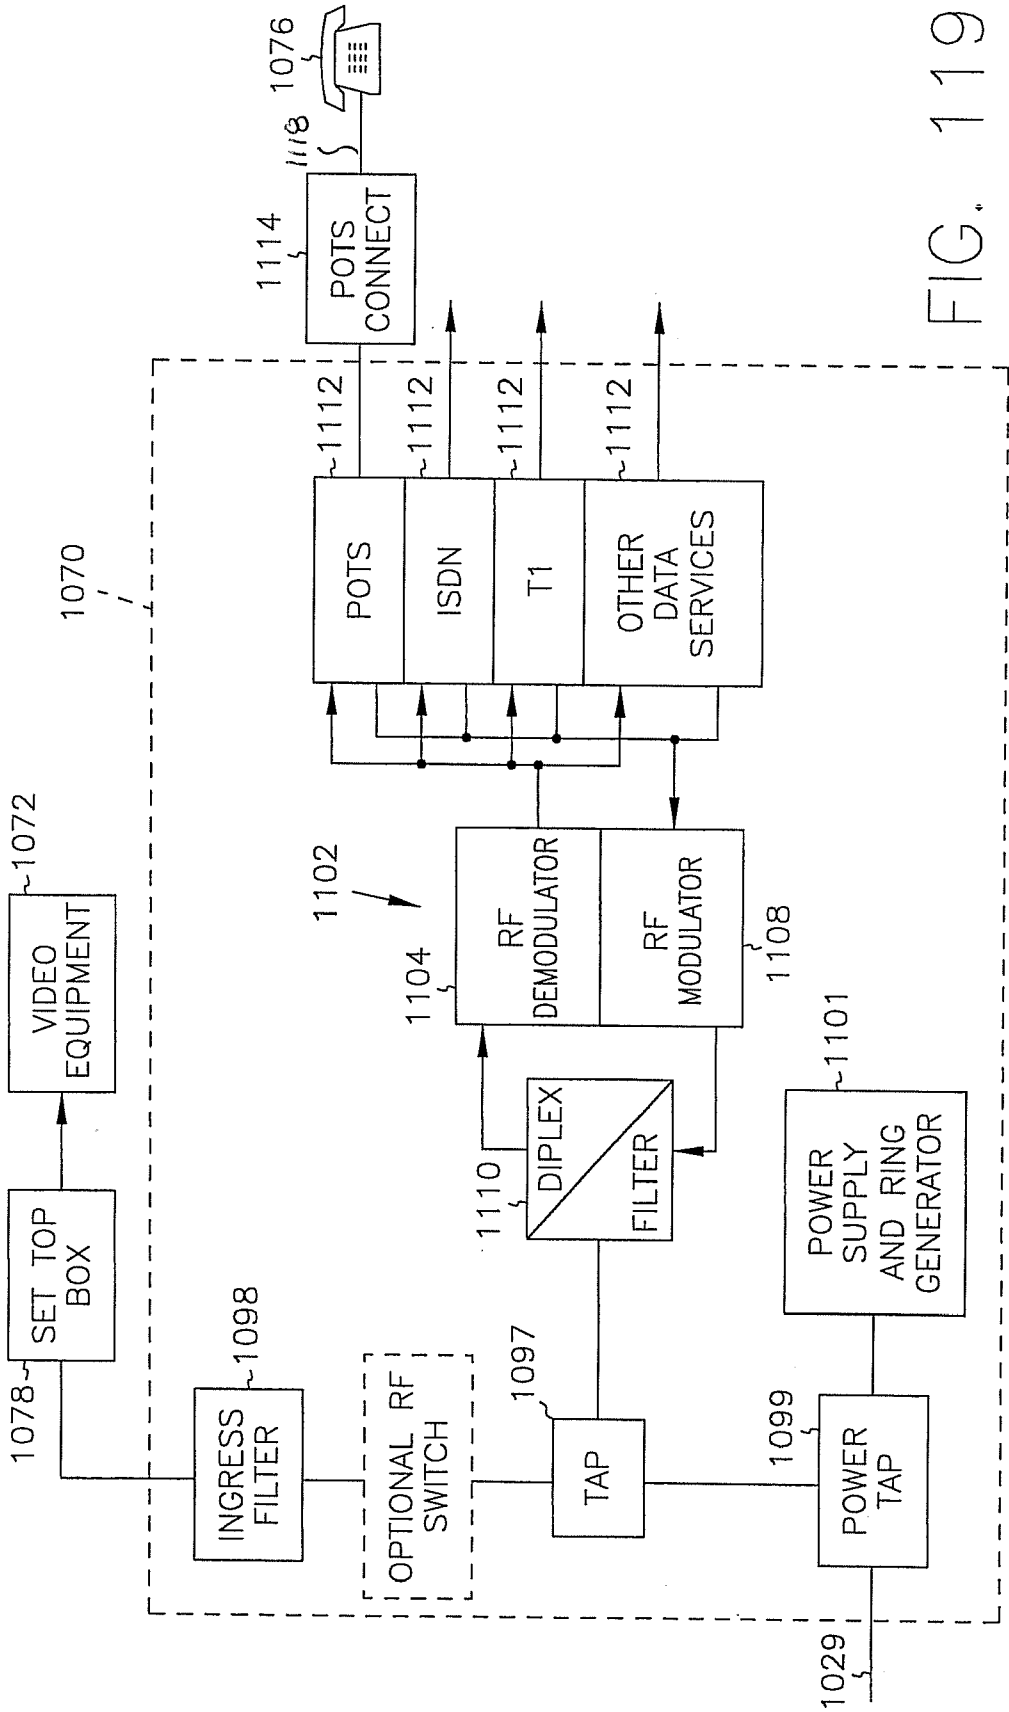 1078
SET TOP
BOX
VIDEO
EQUIPMENT
1072
1070
INGRESS
FILTER
1098
OPTIONAL RF
SWITCH
TAP
1097
1029
POWER
TAP
1099
POWER
SUPPLY
AND RING
GENERATOR
1101
1110
DIPLEX
FILTER
1102
1104
RF
DEMODULATOR
RF
MODULATOR
1108
POTS
1112
ISDN
1112
T1
1112
OTHER
DATA
SERVICES
1112
1114
POTS
CONNECT
1118
1076
FIG. 119